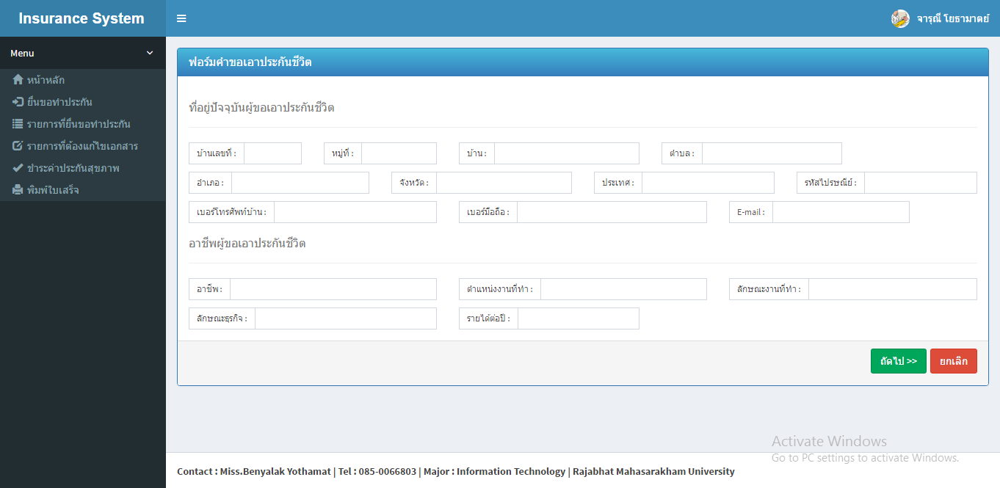 Insurance System
จารุณี โยธามาตย์
Menu
หน้าหลัก
ยื่นขอทำประกัน
รายการที่ยื่นขอทำประกัน
รายการที่ต้องแก้ไขเอกสาร
ชำระค่าประกันสุขภาพ
พิมพ์ใบเสร็จ
ฟอร์มคำขอเอาประกันชีวิต
ที่อยู่ปัจจุบันผู้ขอเอาประกันชีวิต
บ้านเลขที่ : หมู่ที่ : บ้าน : ตำบล :
อำเภอ : จังหวัด : ประเทศ : รหัสไปรษณีย์ :
เบอร์โทรศัพท์บ้าน : เบอร์มือถือ : E-mail :
อาชีพผู้ขอเอาประกันชีวิต
อาชีพ : ตำแหน่งงานที่ทำ : ลักษณะงานที่ทำ :
ลักษณะธุรกิจ : รายได้ต่อปี :
ถัดไป >> ยกเลิก
Activate Windows
Go to PC settings to activate Windows.
Contact : Miss.Benyalak Yothamat | Tel : 085-0066803 | Major : Information Technology | Rajabhat Mahasarakham University